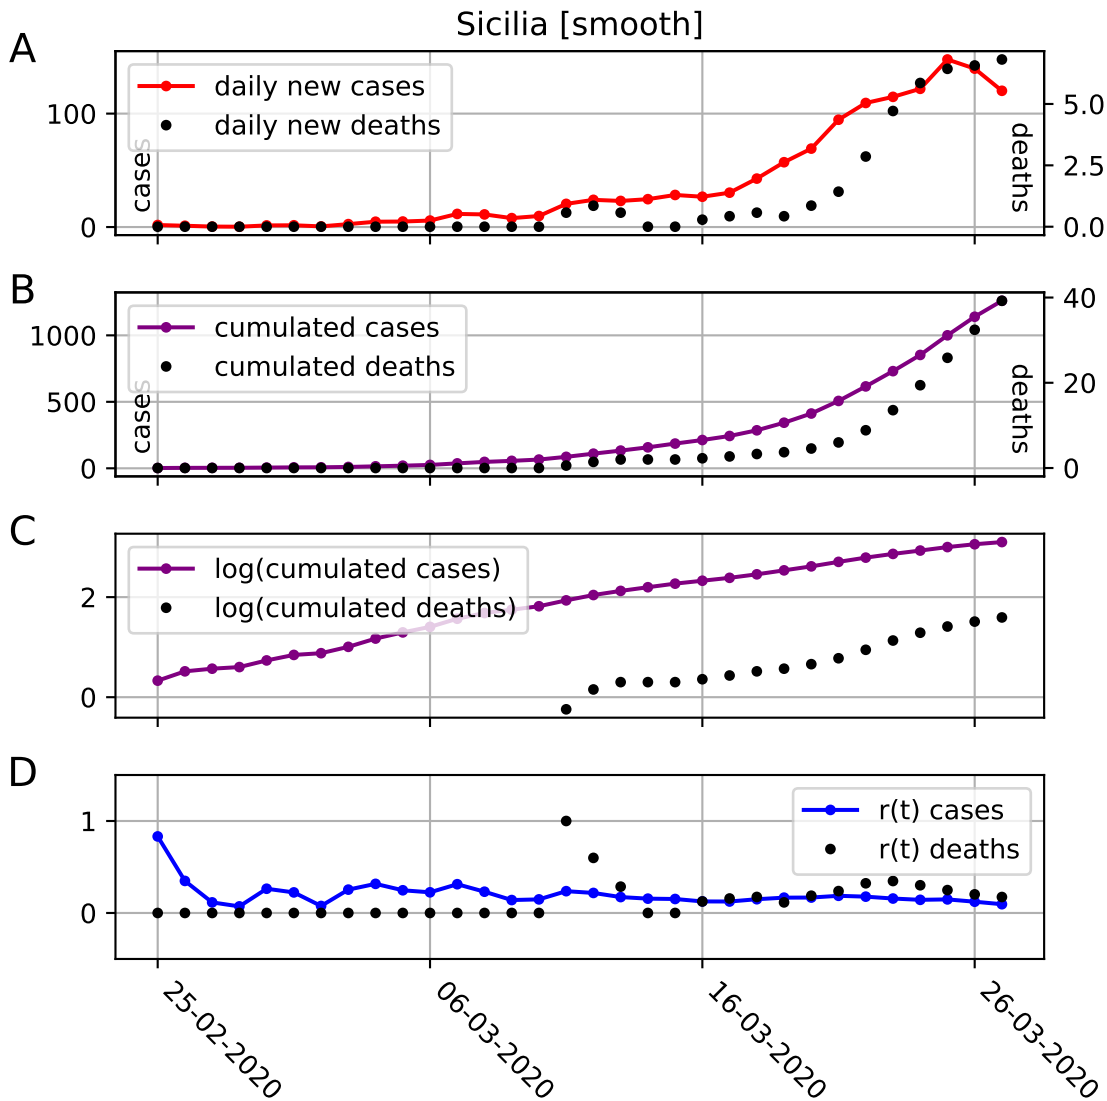 Sicilia [smooth]
A
daily new cases
daily new deaths
100
0
cases
5.0
2.5
0.0
deaths
B
cumulated cases
cumulated deaths
1000
500
0
cases
40
20
0
deaths
C
log(cumulated cases)
log(cumulated deaths)
2
0
D
r(t) cases
r(t) deaths
1
0
25-02-2020
06-03-2020
16-03-2020
26-03-2020